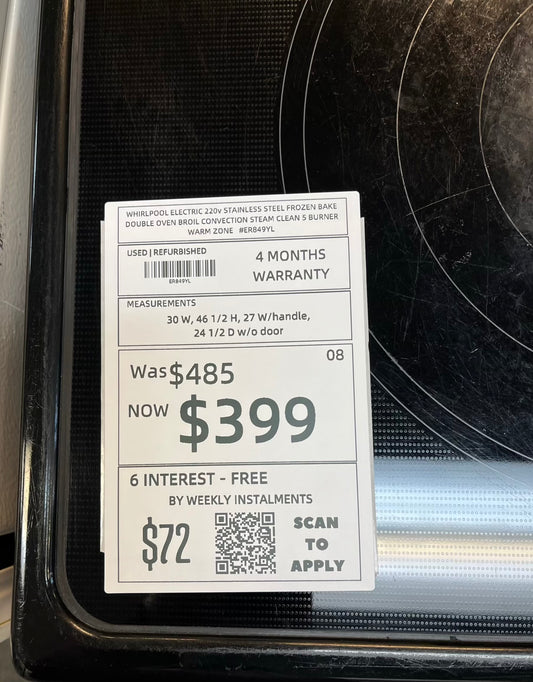 WHIRLPOOL ELECTRIC 220v STAINLESS STEEL FROZEN BAKE
DOUBLE OVEN BROIL CONVECTION STEAM CLEAN 5 BURNER
WARM ZONE #ER849YL
USED | REFURBISHED
ER849YL
4 MONTHS
WARRANTY
MEASUREMENTS
30 W, 46 1/2 H, 27 W/handle,
24 1/2 D w/o door
08
Was $485
NOW $399
6 INTEREST - FREE
BY WEEKLY INSTALMENTS
$72
SCAN
TO
APPLY